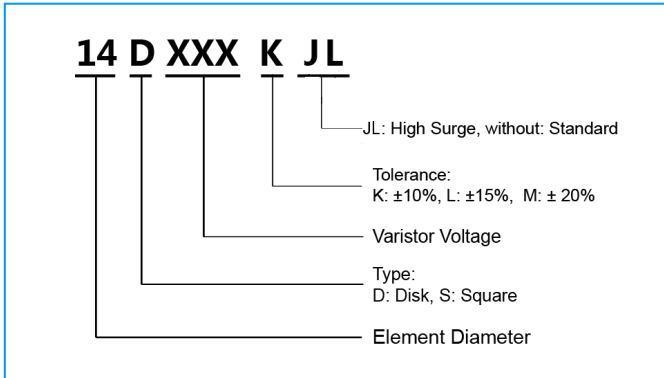 14 D XXX K JL
JL: High Surge, without: Standard
Tolerance:
K: ±10%, L: ±15%, M: ± 20%
Varistor Voltage
Type:
D: Disk, S: Square
Element Diameter